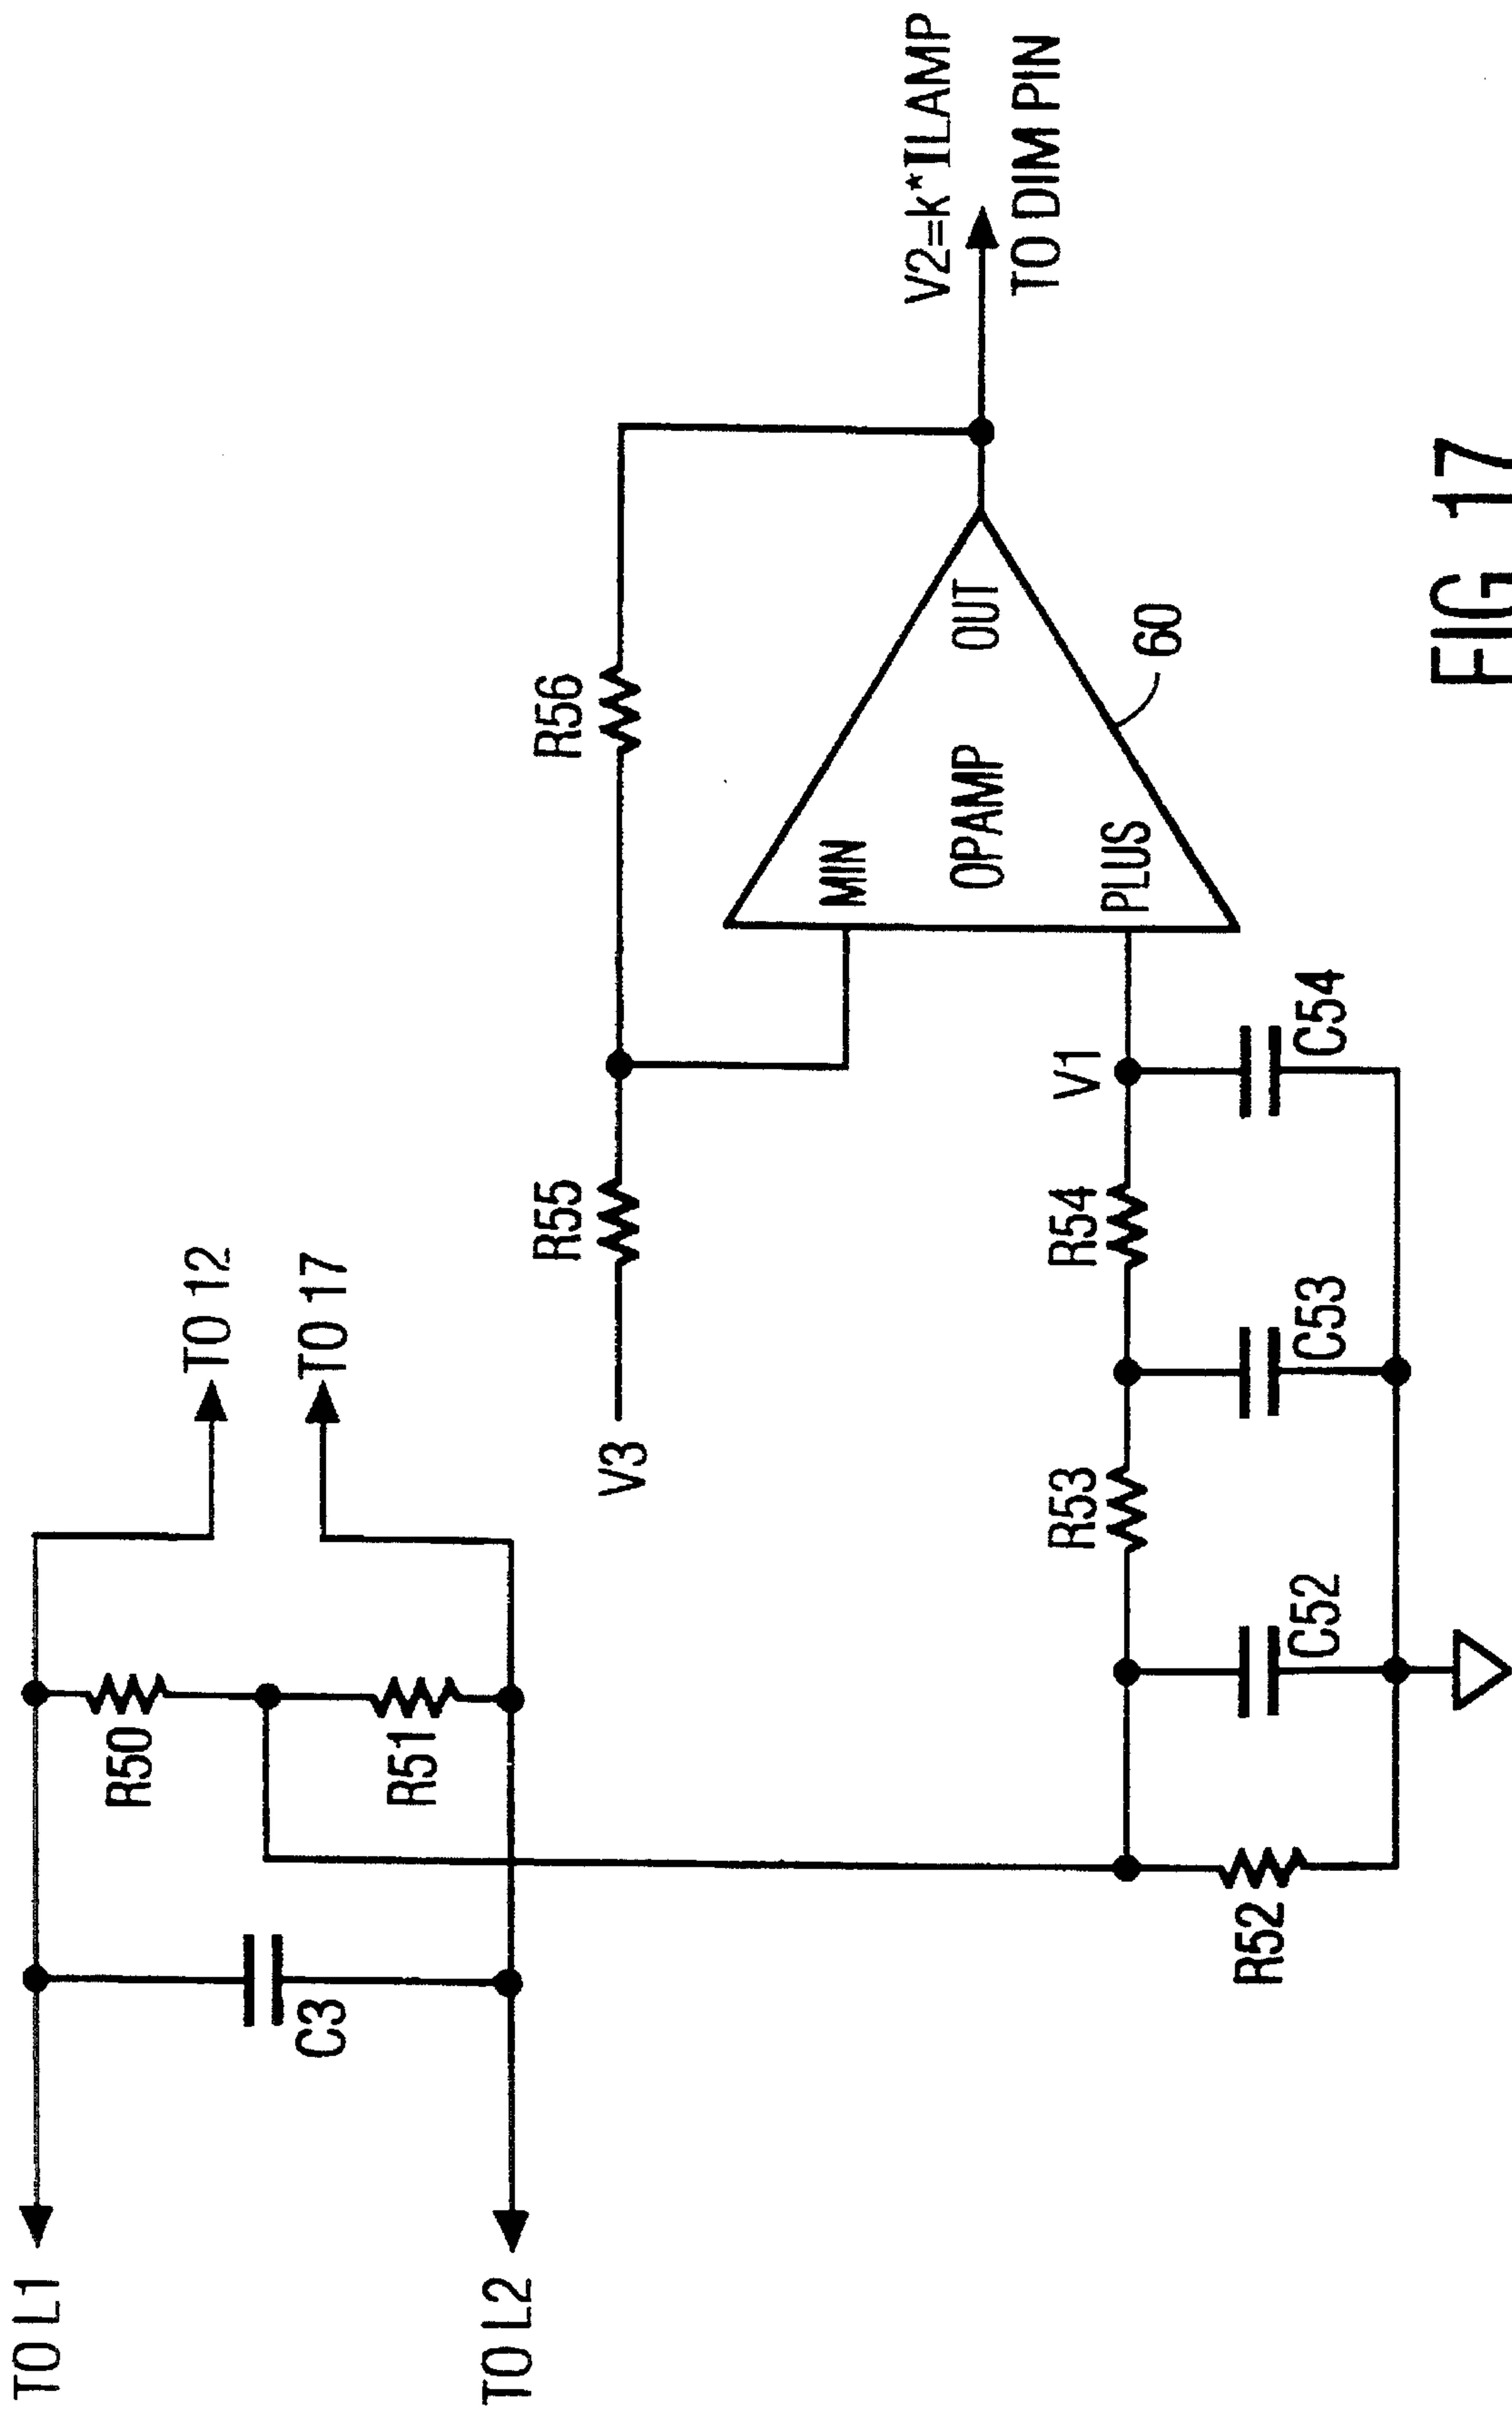 TO L1
TO L2
C3
R50
R51
TO 12
TO 17
V3
R55
R56
MIN
OPAMP
PLUS
OUT
60
V2=k*ILAMP
TO DIM PIN
R52
C52
R53
C53
R54
V1
C54
FIG. 17